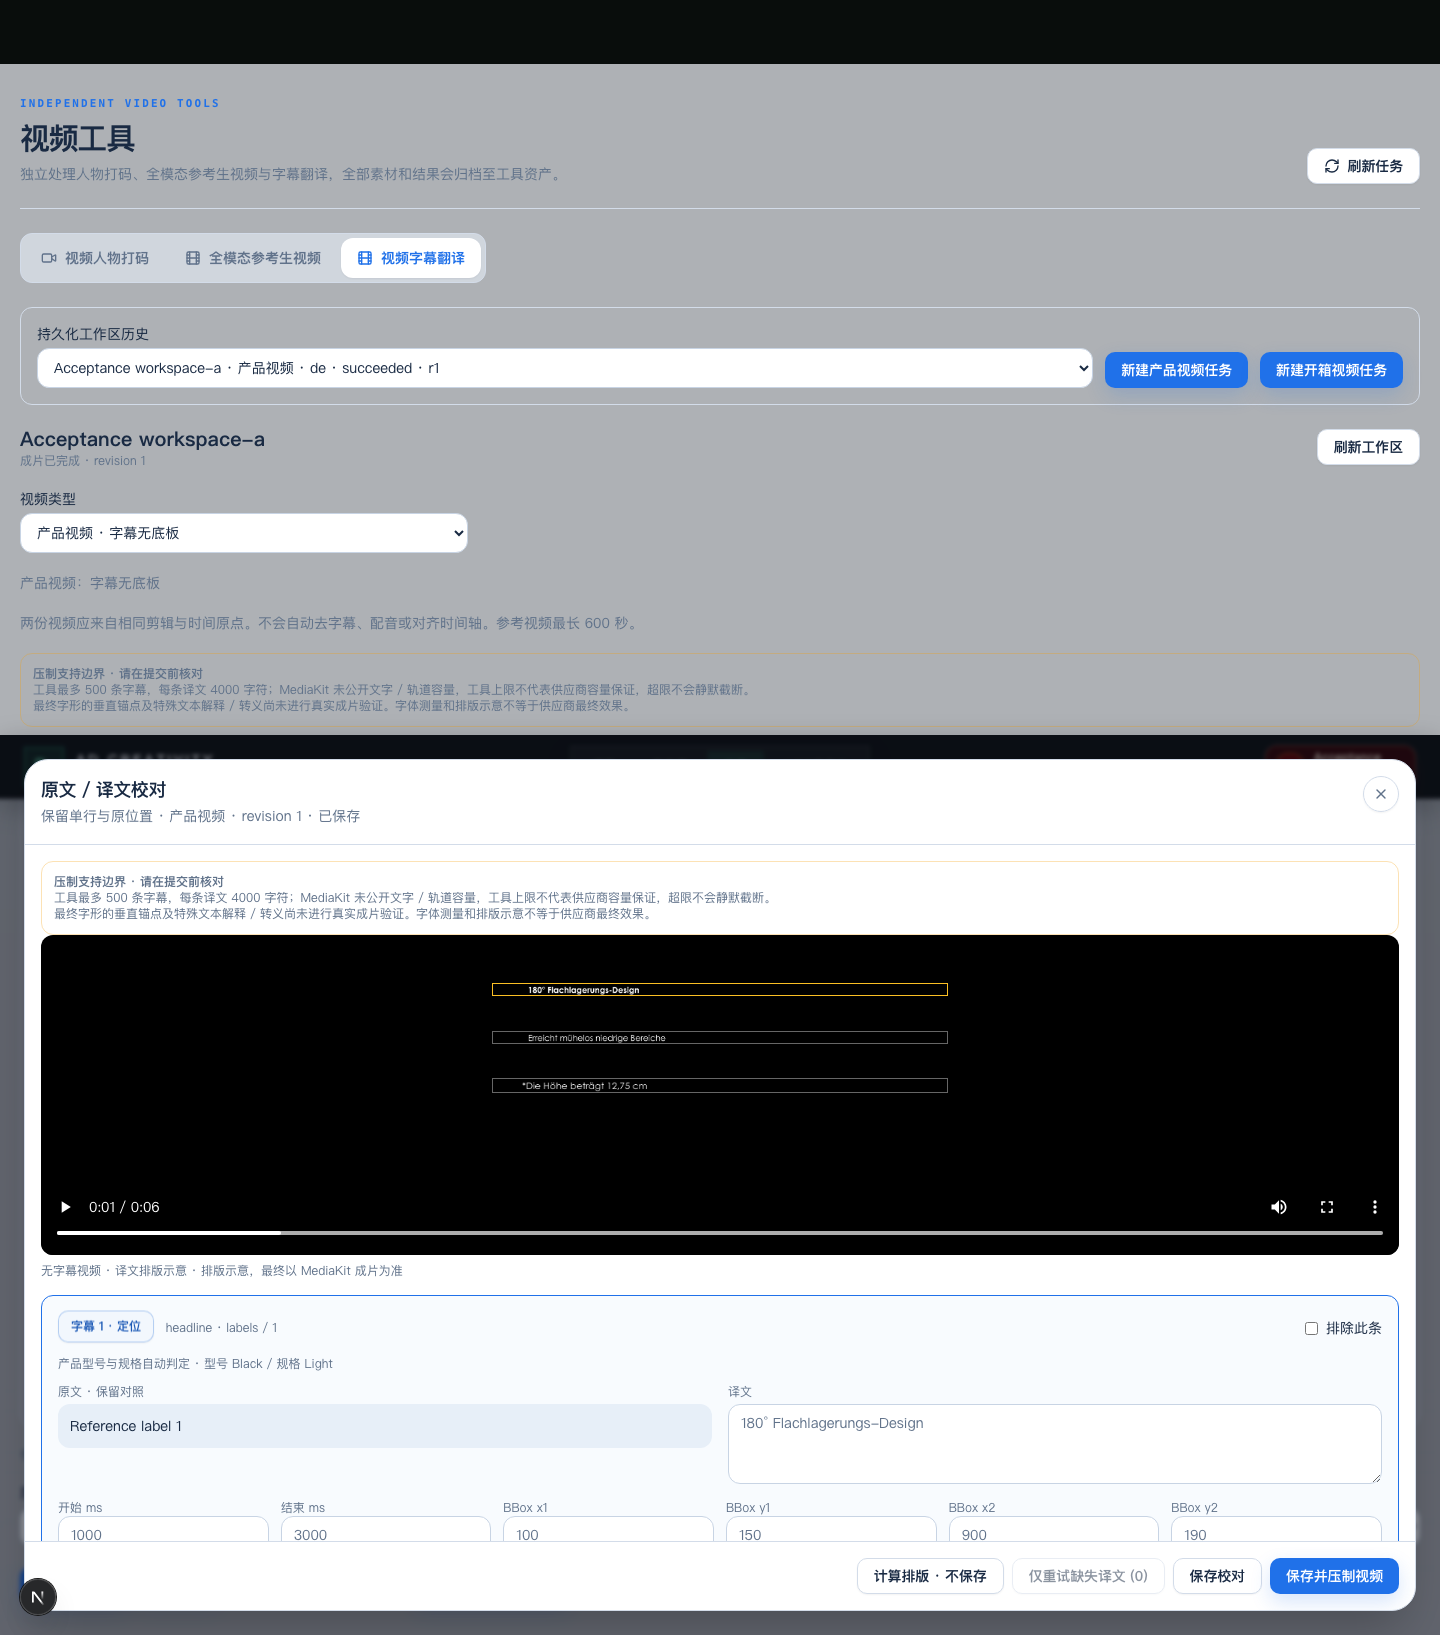 INDEPENDENT VIDEO TOOLS
视频工具
独立处理人物打码、全模态参考生视频与字幕翻译，全部素材和结果会归档至工具资产。
刷新任务
视频人物打码
全模态参考生视频
视频字幕翻译
持久化工作区历史
Acceptance workspace-a · 产品视频 · de · succeeded · r1
新建产品视频任务
新建开箱视频任务
Acceptance workspace-a
成片已完成 · revision 1
刷新工作区
视频类型
产品视频 · 字幕无底板
产品视频：字幕无底板
两份视频应来自相同剪辑与时间原点。不会自动去字幕、配音或对齐时间轴。参考视频最长 600 秒。
压制支持边界 · 请在提交前核对
工具最多 500 条字幕，每条译文 4000 字符；MediaKit 未公开文字 / 轨道容量，工具上限不代表供应商容量保证，超限不会静默截断。
最终字形的垂直锚点及特殊文本解释 / 转义尚未进行真实成片验证。字体测量和排版示意不等于供应商最终效果。
原文 / 译文校对
保留单行与原位置 · 产品视频 · revision 1 · 已保存
压制支持边界 · 请在提交前核对
工具最多 500 条字幕，每条译文 4000 字符；MediaKit 未公开文字 / 轨道容量，工具上限不代表供应商容量保证，超限不会静默截断。
最终字形的垂直锚点及特殊文本解释 / 转义尚未进行真实成片验证。字体测量和排版示意不等于供应商最终效果。
180° Flachlagerungs-Design
Erreicht mühelos niedrige Bereiche
*Die Höhe beträgt 12,75 cm
0:01 / 0:06
无字幕视频 · 译文排版示意 · 排版示意，最终以 MediaKit 成片为准
字幕 1 · 定位
headline · labels / 1
排除此条
产品型号与规格自动判定 · 型号 Black / 规格 Light
原文 · 保留对照
译文
Reference label 1
180° Flachlagerungs-Design
开始 ms
结束 ms
BBox x1
BBox y1
BBox x2
BBox y2
1000
3000
100
150
900
190
计算排版 · 不保存
仅重试缺失译文 (0)
保存校对
保存并压制视频
N